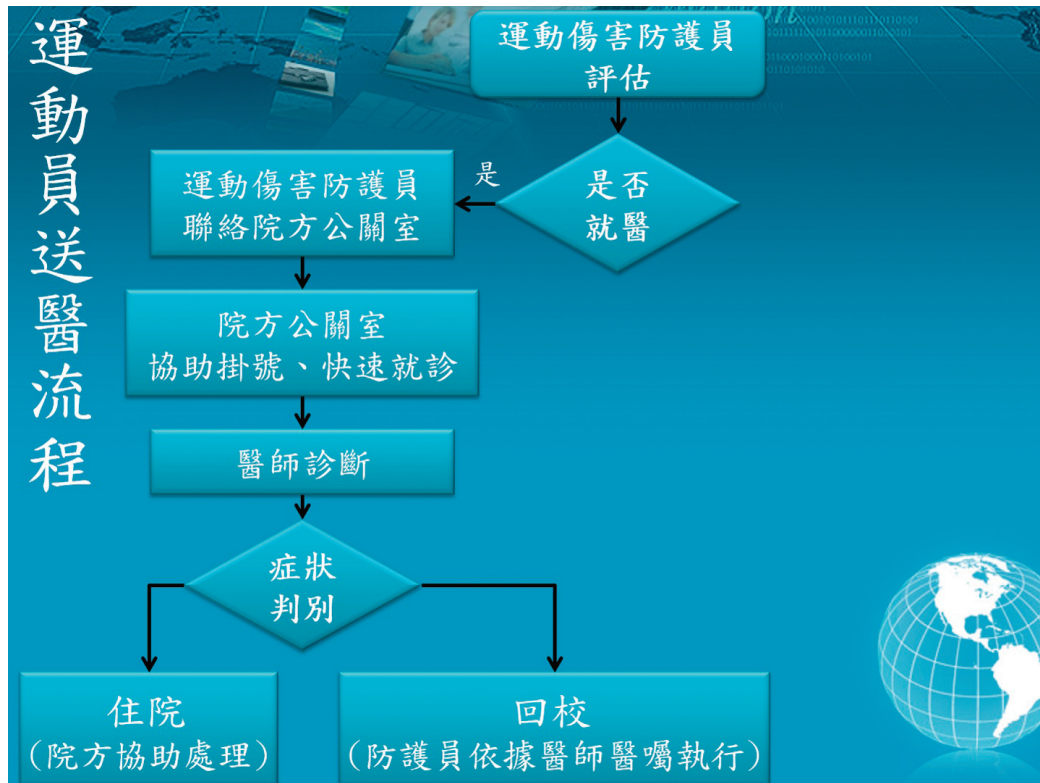 運動員送醫流程
運動傷害防護員
評估
是否
就醫
是
運動傷害防護員
聯絡院方公關室
院方公關室
協助掛號、快速就診
醫師診斷
症狀
判別
住院
(院方協助處理)
回校
(防護員依據醫師醫囑執行)